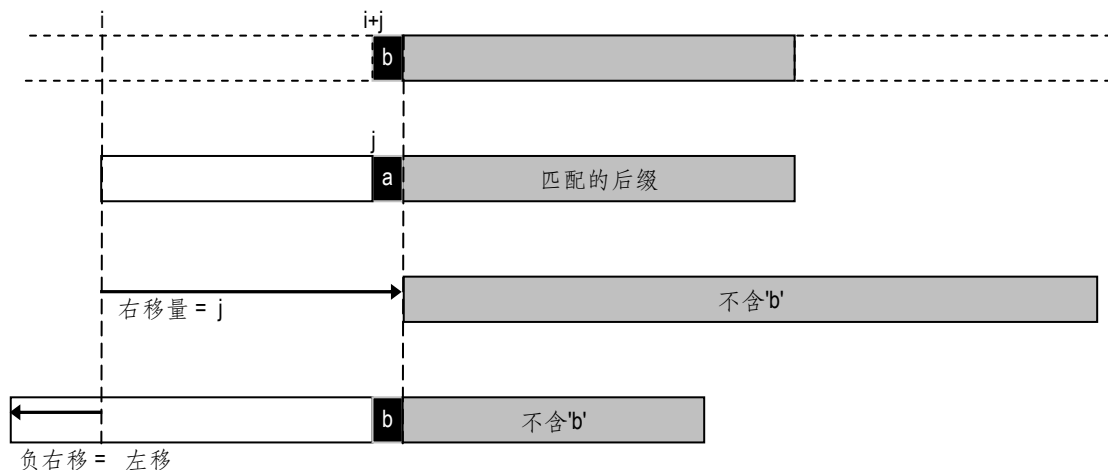 i
i+j
b
j
a
匹配的后缀
右移量 = j
不含'b'
b
不含'b'
负右移 = 左移